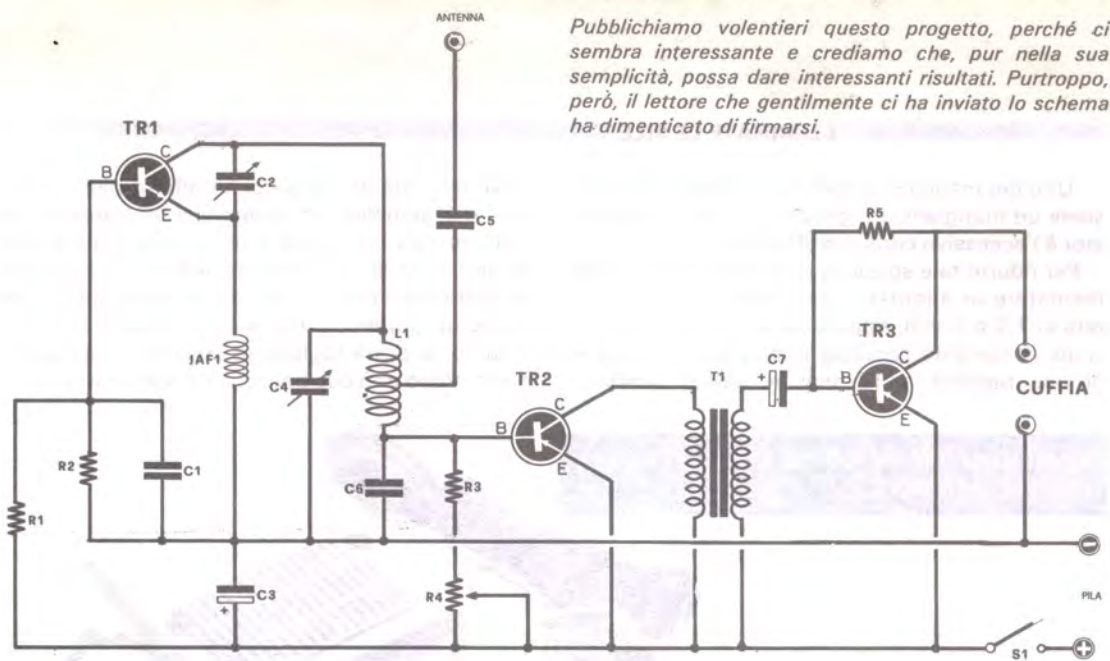 ANTENNA
Pubblichiamo volentieri questo progetto, perché ci
sembra interessante e crediamo che, pur nella sua
semplicità, possa dare interessanti risultati. Purtroppo,
però, il lettore che gentilmente ci ha inviato lo schema
ha dimenticato di firmarsi.
TR1
B
C
E
C2
C5
R5
JAF1
C4
L1
TR2
B
C
E
T1
C7
+
TR3
B
C
E
CUFFIA
R1
R2
C1
C6
R3
C3
+
R4
-
PILA
S1
+